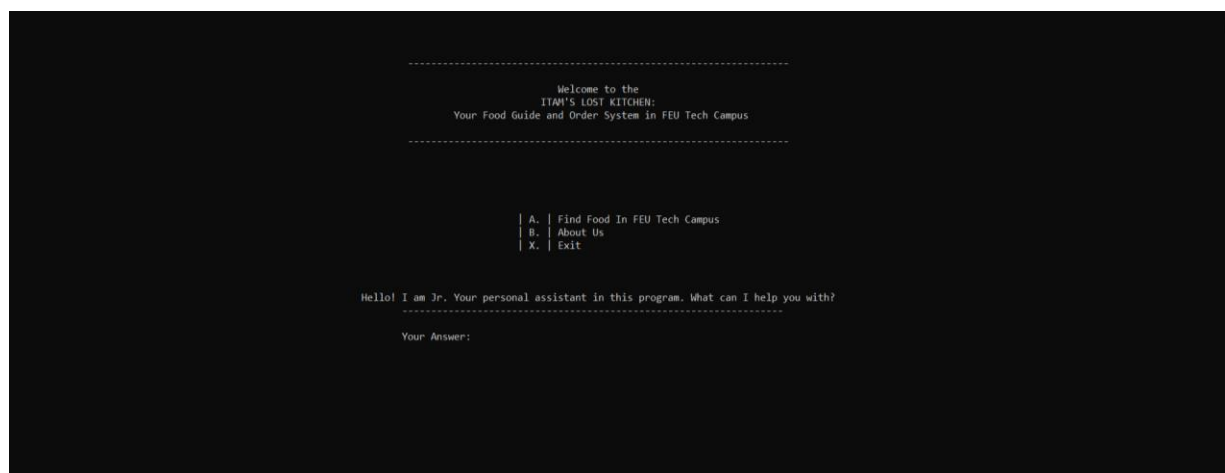 -----------------------------------------------------------------
Welcome to the
ITAM'S LOST KITCHEN:
Your Food Guide and Order System in FEU Tech Campus
-----------------------------------------------------------------
| A. | Find Food In FEU Tech Campus
| B. | About Us
| X. | Exit
Hello! I am Jr. Your personal assistant in this program. What can I help you with?
-----------------------------------------------------------------
Your Answer: